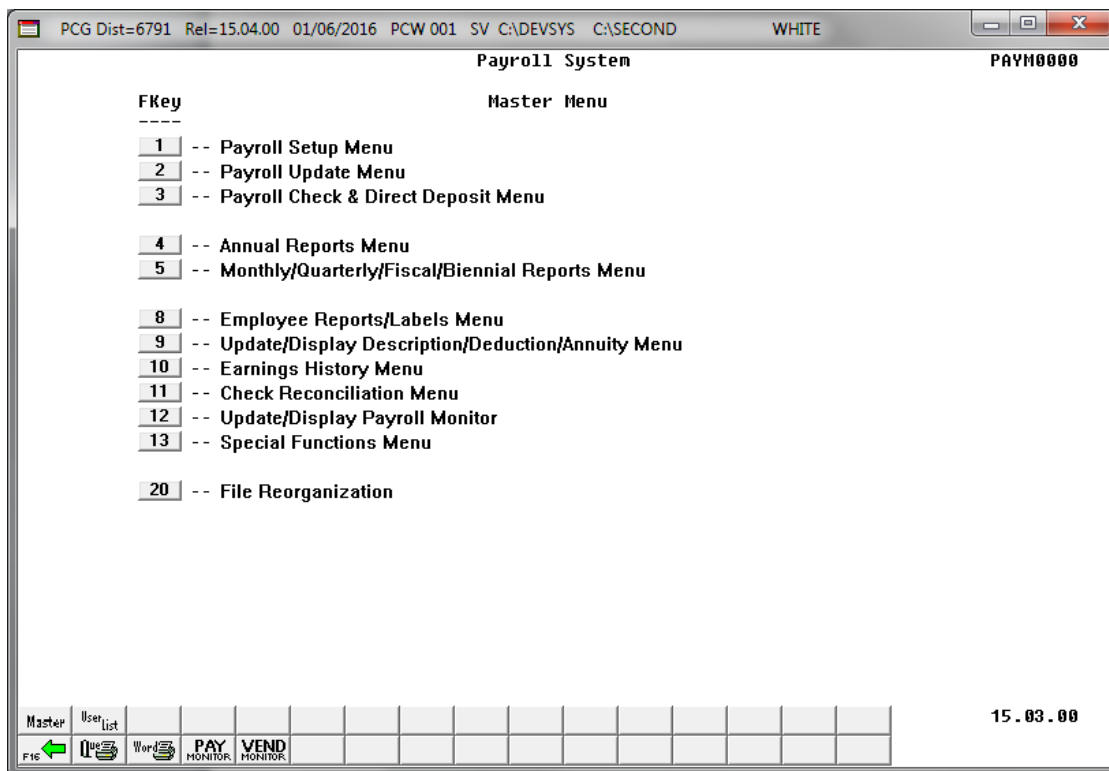 PCG Dist=6791 Rel=15.04.00 01/06/2016 PCW 001 SV C:\DEVSYS C:\SECOND WHITE
Payroll System PAYM0000
FKey Master Menu
----
1 -- Payroll Setup Menu
2 -- Payroll Update Menu
3 -- Payroll Check & Direct Deposit Menu
4 -- Annual Reports Menu
5 -- Monthly/Quarterly/Fiscal/Biennial Reports Menu
8 -- Employee Reports/Labels Menu
9 -- Update/Display Description/Deduction/Annuity Menu
10 -- Earnings History Menu
11 -- Check Reconciliation Menu
12 -- Update/Display Payroll Monitor
13 -- Special Functions Menu
20 -- File Reorganization
Master User List 15.03.00
F16 Que Word PAY MONITOR VEND MONITOR